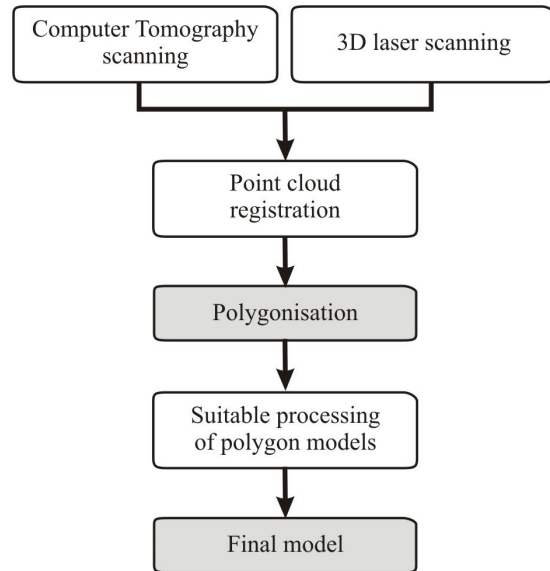 Computer Tomography
scanning
3D laser scanning
Point cloud
registration
Polygonisation
Suitable processing
of polygon models
Final model